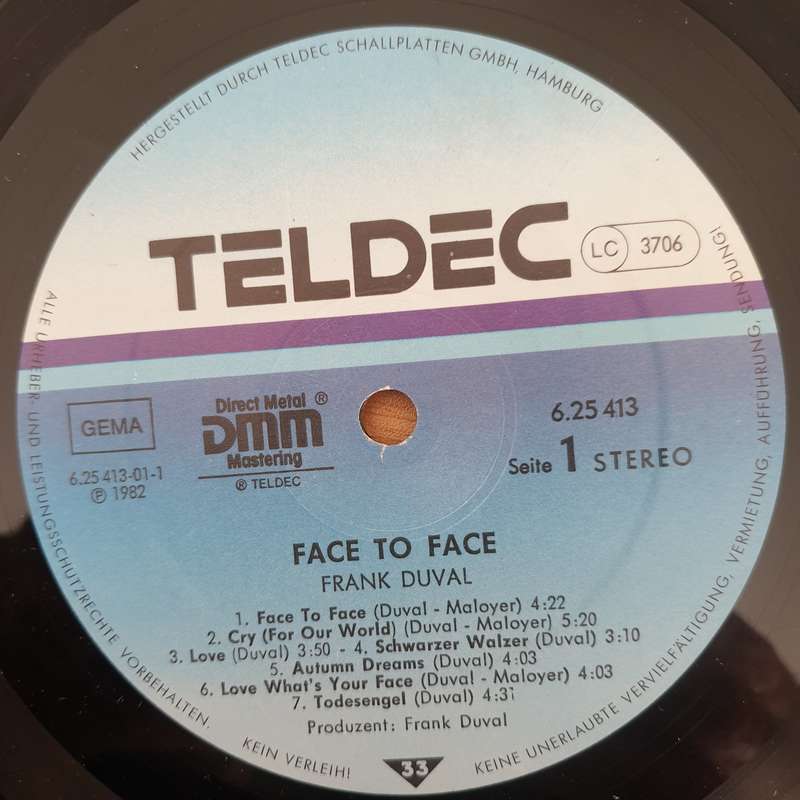 HERGESTELLT DURCH TELDEC SCHALLPLATTEN GMBH, HAMBURG
TELDEC
LC 3706
GEMA
6.25 413-01-1
℗ 1982
Direct Metal ®
DMM
Mastering
® TELDEC
6.25 413
Seite 1 STEREO
FACE TO FACE
FRANK DUVAL
1. Face To Face (Duval - Maloyer) 4:22
2. Cry (For Our World) (Duval - Maloyer) 5:20
3. Love (Duval) 3:50 - 4. Schwarzer Walzer (Duval) 3:10
5. Autumn Dreams (Duval) 4:03
6. Love What's Your Face (Duval - Maloyer) 4:03
7. Todesengel (Duval) 4:31
Produzent: Frank Duval
33
ALLE URHEBER- UND LEISTUNGSSCHUTZRECHTE VORBEHALTEN.
KEIN VERLEIH!
KEINE UNERLAUBTE VERVIELFÄLTIGUNG, VERMIETUNG, AUFFÜHRUNG, SENDUNG!